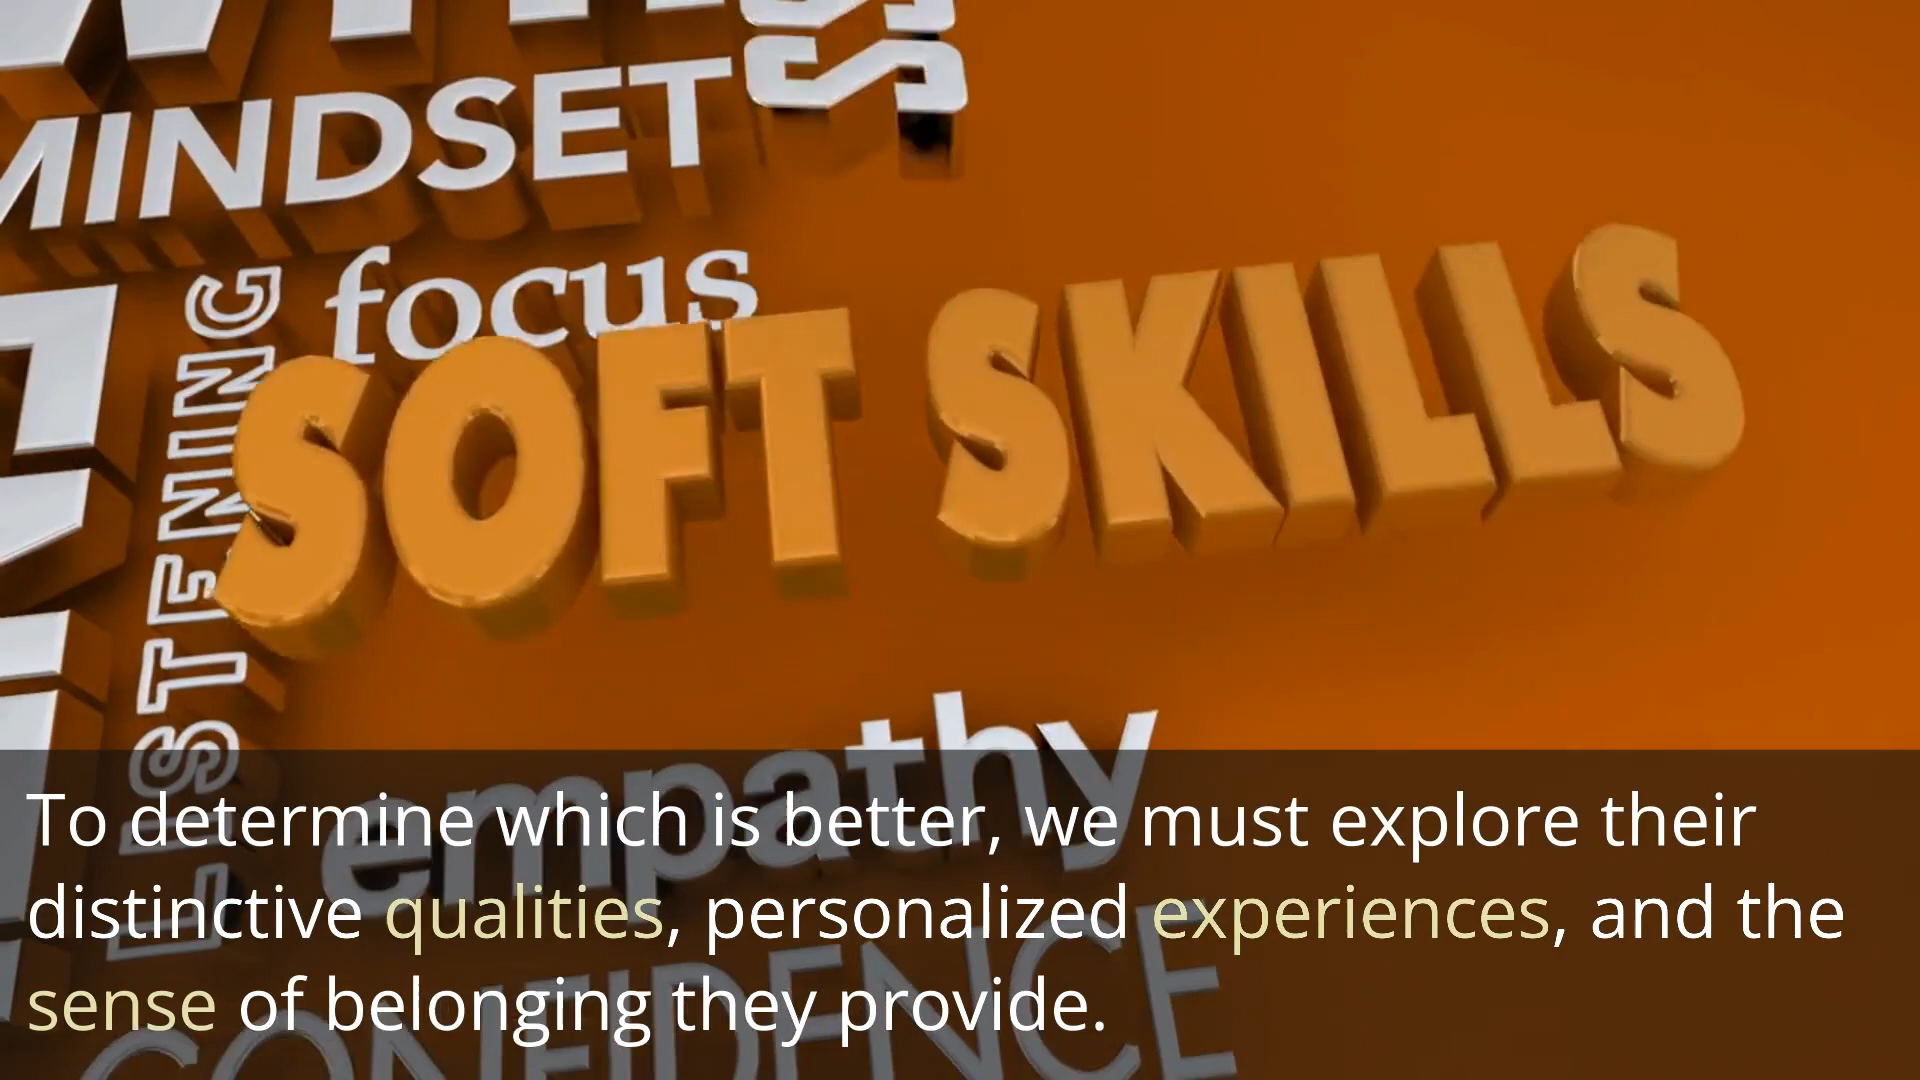 MINDSET
focus
LISTENING
SOFT SKILLS
empathy
To determine which is better, we must explore their
distinctive qualities, personalized experiences, and the
sense of belonging they provide.
CONFIDENCE